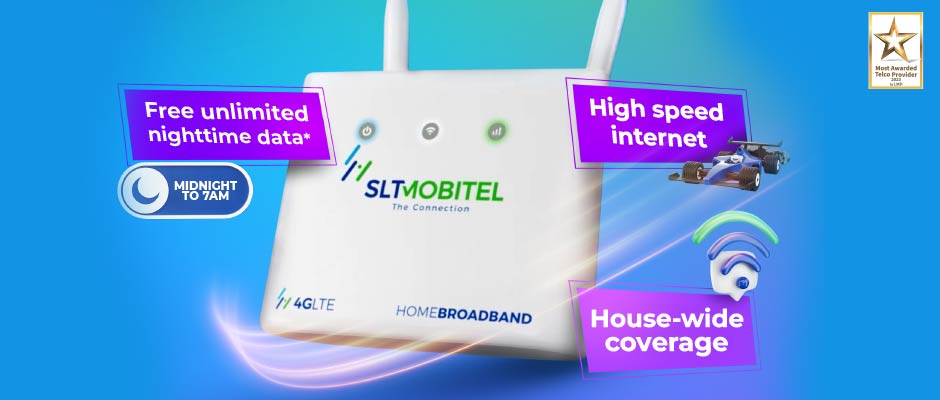 Most Awarded
Telco Provider
2023
Free unlimited
nighttime data*
MIDNIGHT
TO 7AM
High speed
internet
SLTMOBITEL
The Connection
4GLTE
HOMEBROADBAND
House-wide
coverage